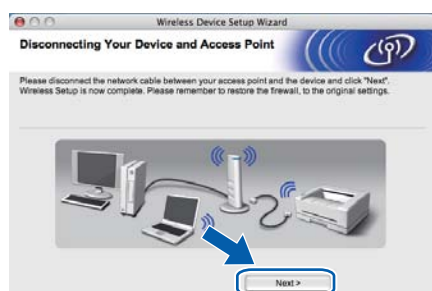 Wireless Device Setup Wizard
Disconnecting Your Device and Access Point
Please disconnect the network cable between your access point and the device and click "Next".
Wireless Setup is now complete. Please remember to restore the firewall, to the original settings.
Next >